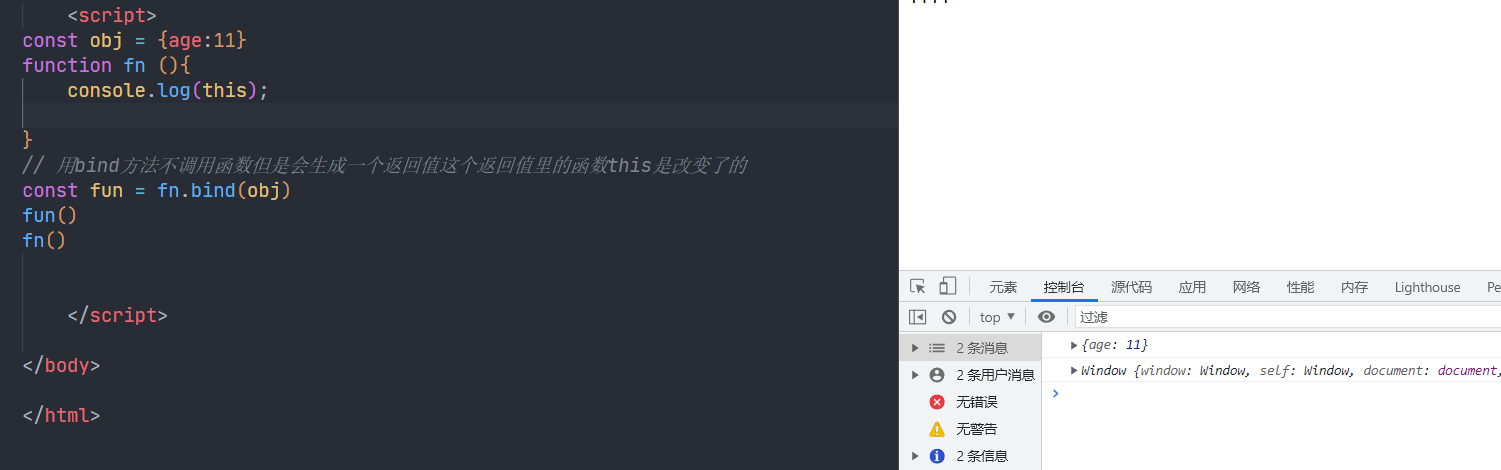 <script>
const obj = {age:11}
function fn (){
console.log(this);
}
// 用bind方法不调用函数但是会生成一个返回值这个返回值里的函数this是改变了的
const fun = fn.bind(obj)
fun()
fn()
</script>
</body>
</html>
元素 控制台 源代码 应用 网络 性能 内存 Lighthouse Pe
top 过滤
2 条消息
2 条用户消息
无错误
无警告
2 条信息
{age: 11}
Window {window: Window, self: Window, document: document,